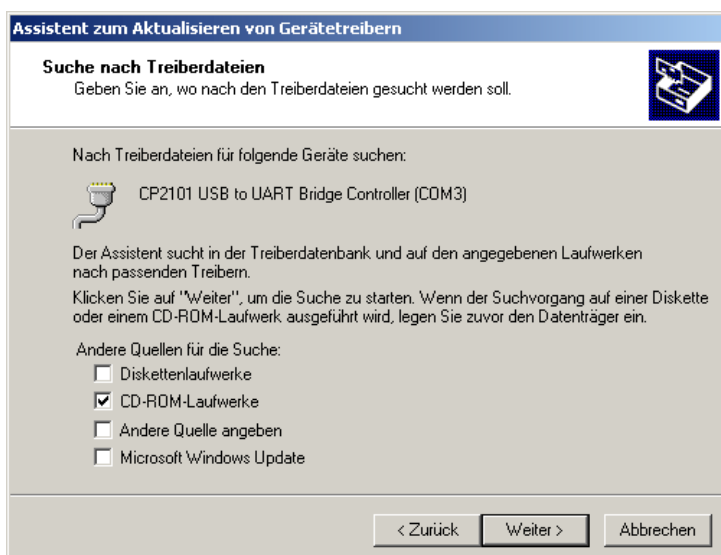 Assistent zum Aktualisieren von Gerätetreibern
Suche nach Treiberdateien
Geben Sie an, wo nach den Treiberdateien gesucht werden soll.
Nach Treiberdateien für folgende Geräte suchen:
CP2101 USB to UART Bridge Controller (COM3)
Der Assistent sucht in der Treiberdatenbank und auf den angegebenen Laufwerken
nach passenden Treibern.
Klicken Sie auf "Weiter", um die Suche zu starten. Wenn der Suchvorgang auf einer Diskette
oder einem CD-ROM-Laufwerk ausgeführt wird, legen Sie zuvor den Datenträger ein.
Andere Quellen für die Suche:
Diskettenlaufwerke
CD-ROM-Laufwerke
Andere Quelle angeben
Microsoft Windows Update
< Zurück Weiter > Abbrechen